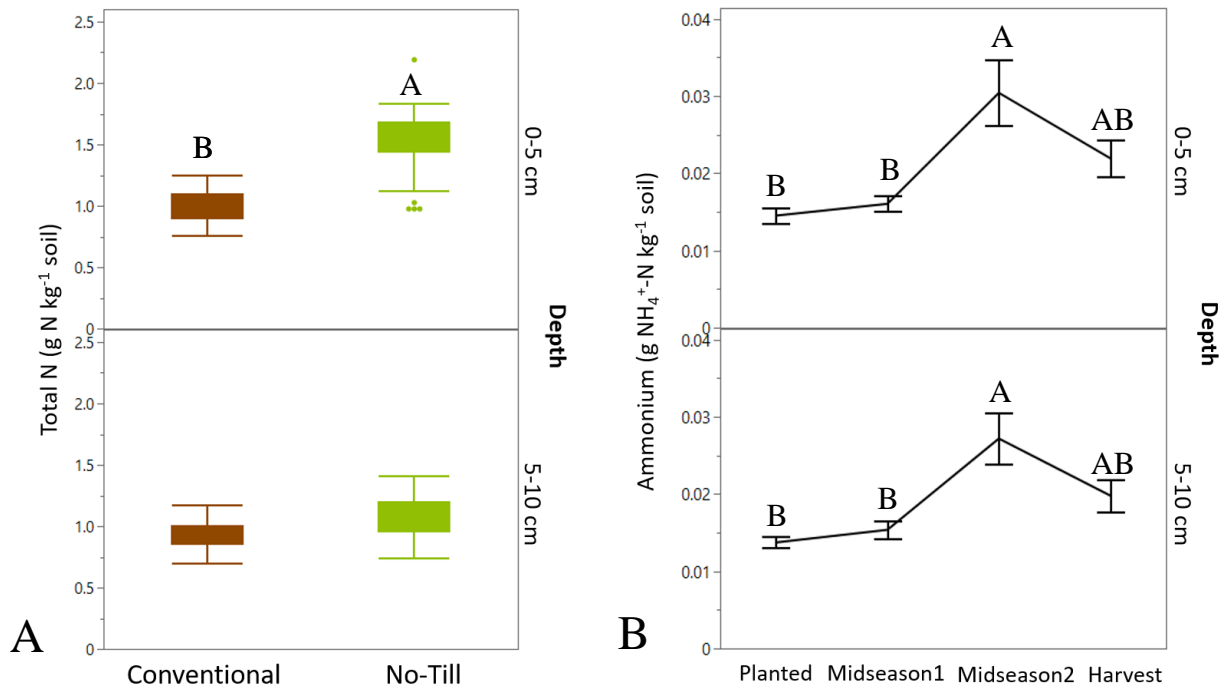 Total N (g N kg-1 soil)
2.5
2.0
1.5
1.0
0.5
0
B
A
0-5 cm
2.5
2.0
1.5
1.0
0.5
0
5-10 cm
Depth
Conventional
No-Till
A
Ammonium (g NH4+-N kg-1 soil)
0.04
0.03
0.02
0.01
0
B
B
A
AB
0-5 cm
0.04
0.03
0.02
0.01
0
B
B
A
AB
5-10 cm
Depth
Planted
Midseason1
Midseason2
Harvest
B